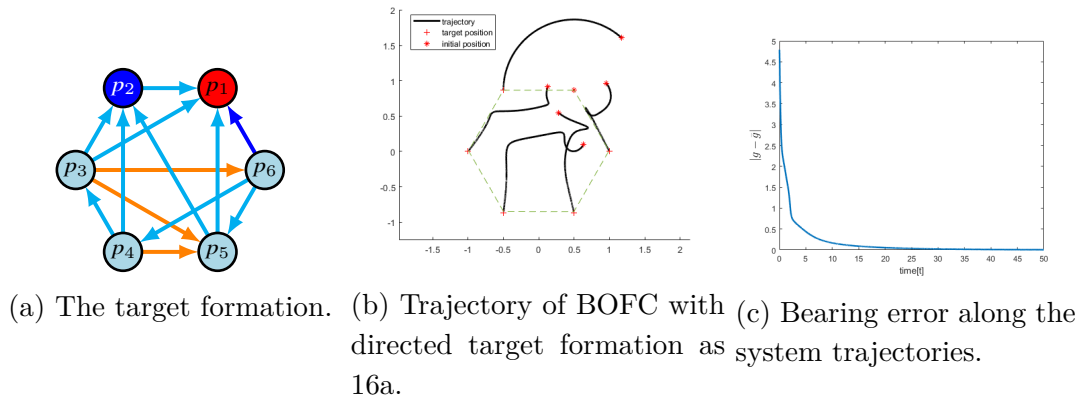 p2
p1
p3
p6
p4
p5
(a) The target formation.
2
1.5
1
0.5
0
-0.5
-1
-1.5
-1
-0.5
0
0.5
1
1.5
2
trajectory
target position
initial position
(b) Trajectory of BOFC with
directed target formation as
16a.
5
4.5
4
3.5
3
2.5
2
1.5
1
0.5
0
0
5
10
15
20
25
30
35
40
45
50
time[t]
(c) Bearing error along the
system trajectories.